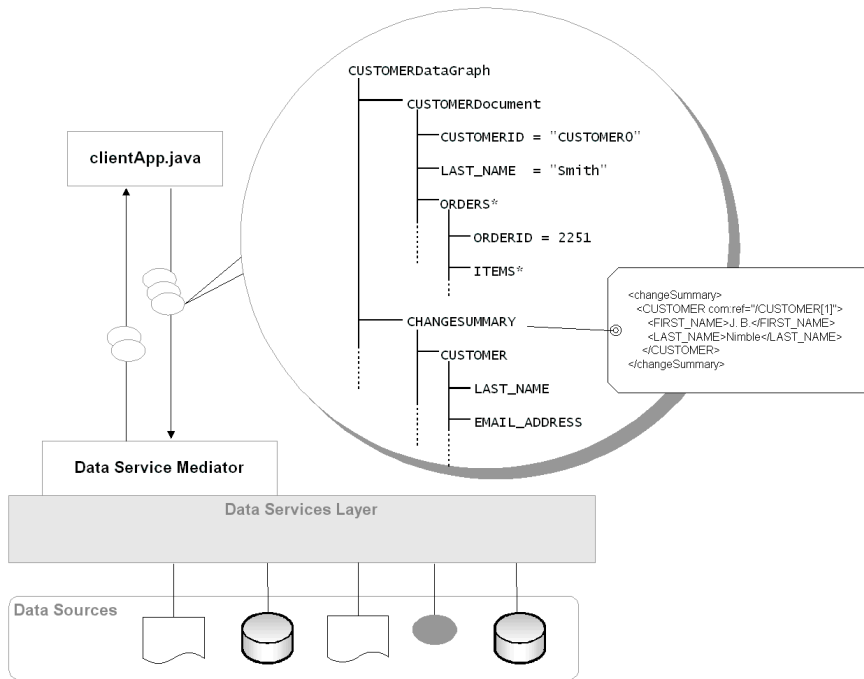 CUSTOMERDataGraph
CUSTOMERDocument
CUSTOMERID = "CUSTOMER0"
LAST_NAME = "Smith"
ORDERS*
ORDERID = 2251
ITEMS*
CHANGESUMMARY
CUSTOMER
LAST_NAME
EMAIL_ADDRESS
<changeSummary>
<CUSTOMER com:ref="/CUSTOMER[1]">
<FIRST_NAME>J. B.</FIRST_NAME>
<LAST_NAME>Nimble</LAST_NAME>
</CUSTOMER>
</changeSummary>
clientApp.java
Data Service Mediator
Data Services Layer
Data Sources